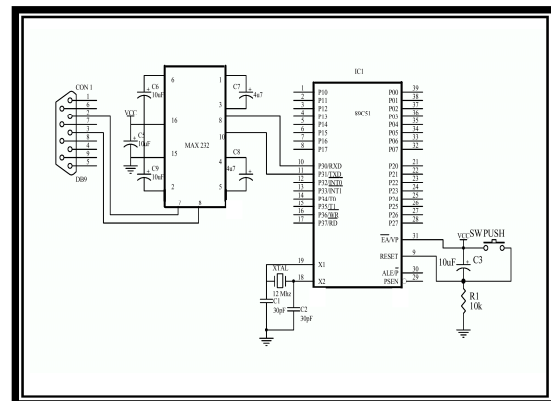 CON 1
1
6
2
7
3
8
4
9
5
DB9
VCC
C6
10uF
C5
10uF
C9
10uF
6
16
15
2
7
MAX 232
1
3
8
10
4
5
8
C7
4u7
C8
4u7
IC1
89C51
1 P10
2 P11
3 P12
4 P13
5 P14
6 P15
7 P16
8 P17
10 P30/RXD
11 P31/TXD
12 P32/INT0
13 P33/INT1
14 P34/T0
15 P35/T1
16 P36/WR
17 P37/RD
19 X1
18 X2
P00 39
P01 38
P02 37
P03 36
P04 35
P05 34
P06 33
P07 32
P20 21
P21 22
P22 23
P23 24
P24 25
P25 26
P26 27
P27 28
EA/VP 31
RESET 9
ALE/P 30
PSEN 29
XTAL
12 Mhz
C1
30pF
C2
30pF
VCC
SW PUSH
10uF
C3
R1
10k